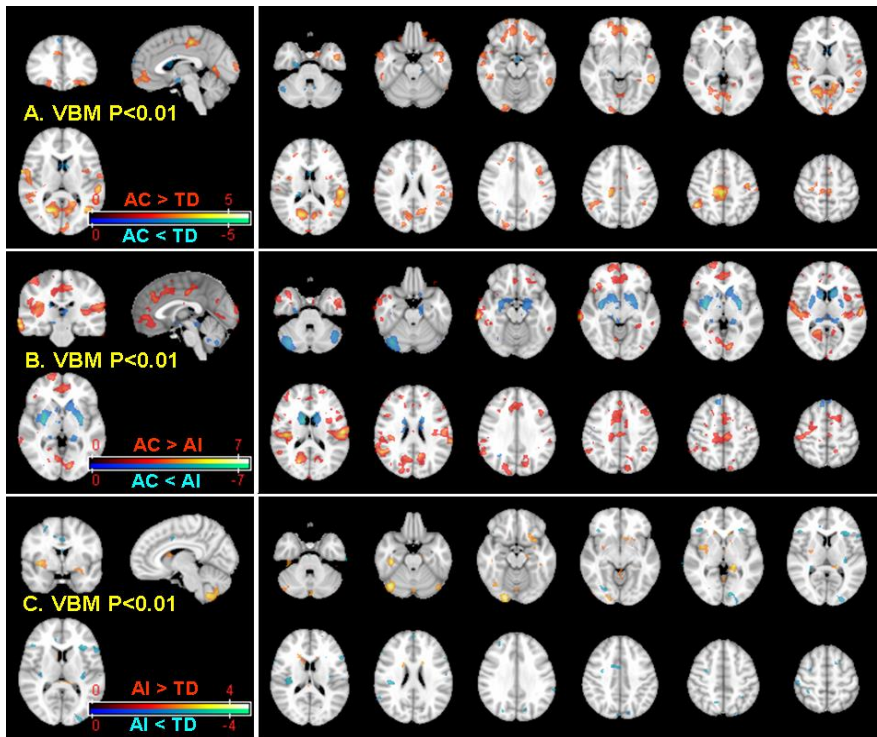 A. VBM P<0.01
AC > TD
0 5
0 -5
AC < TD
B. VBM P<0.01
AC > AI
0 7
0 -7
AC < AI
C. VBM P<0.01
AI > TD
0 4
0 -4
AI < TD